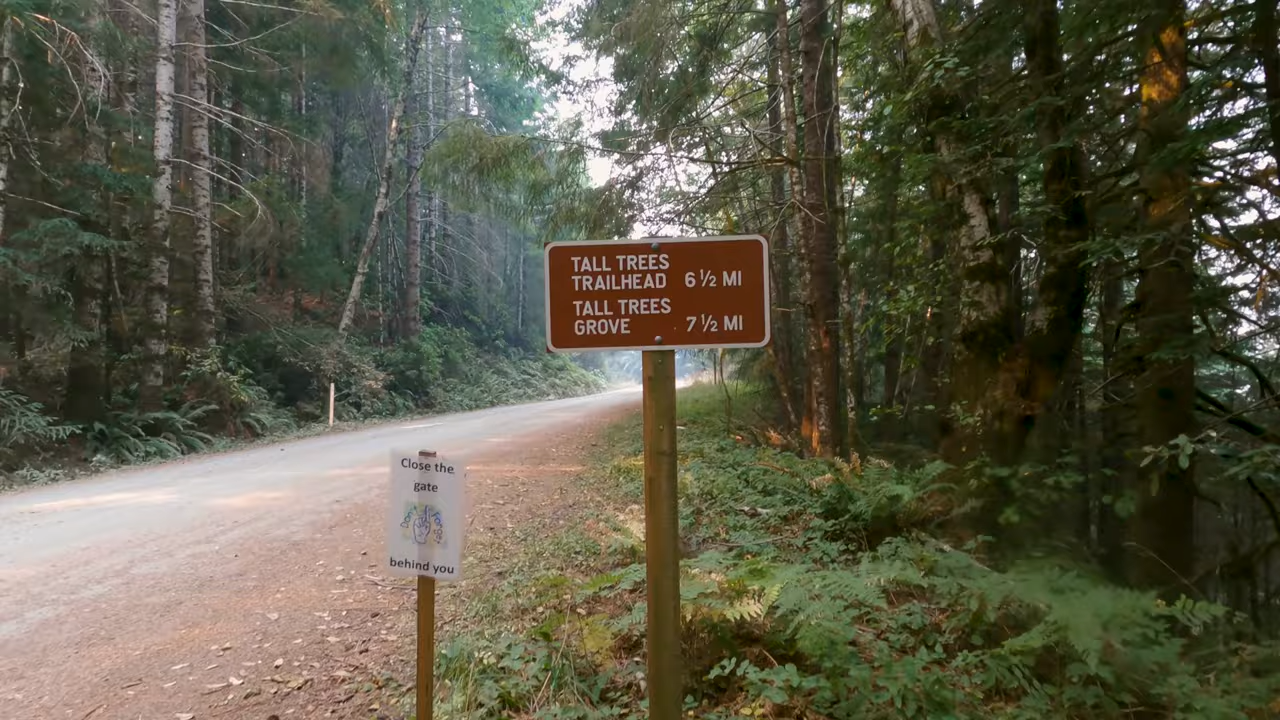 TALL TREES
TRAILHEAD 6 ½ MI
TALL TREES
GROVE 7 ½ MI
Close the
gate
behind you